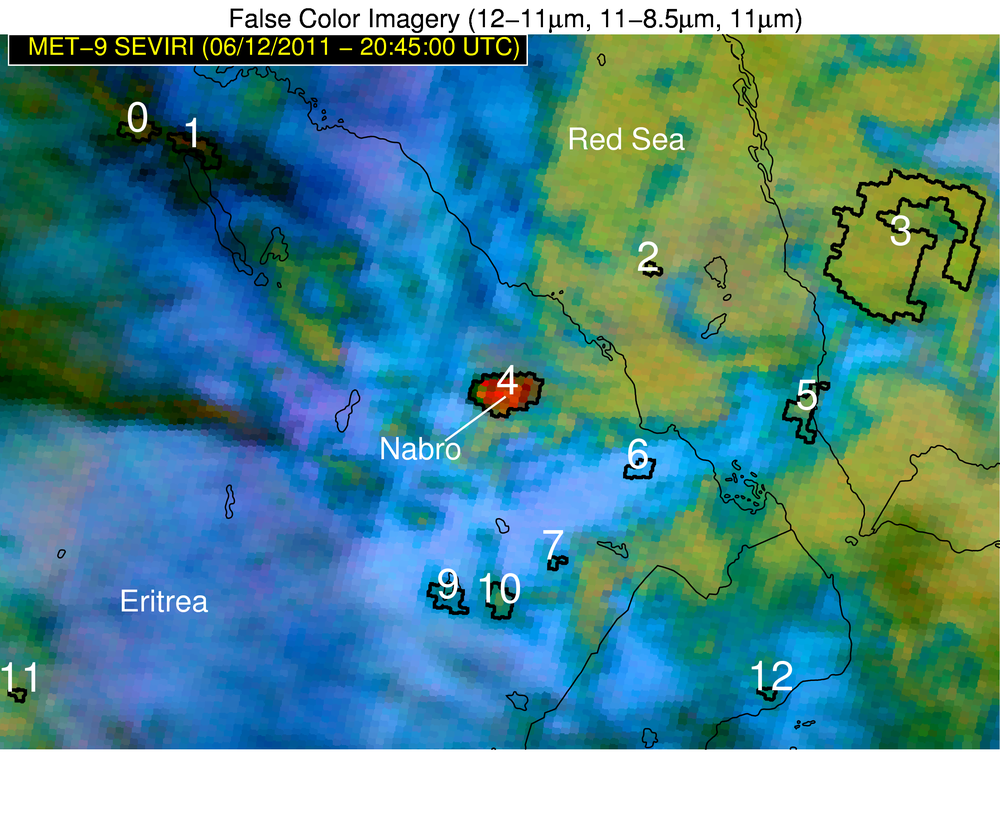 False Color Imagery (12−11μm, 11−8.5μm, 11μm)
MET−9 SEVIRI (06/12/2011 − 20:45:00 UTC)
0
1
Red Sea
2
3
4
5
Nabro
6
7
9
10
Eritrea
11
12